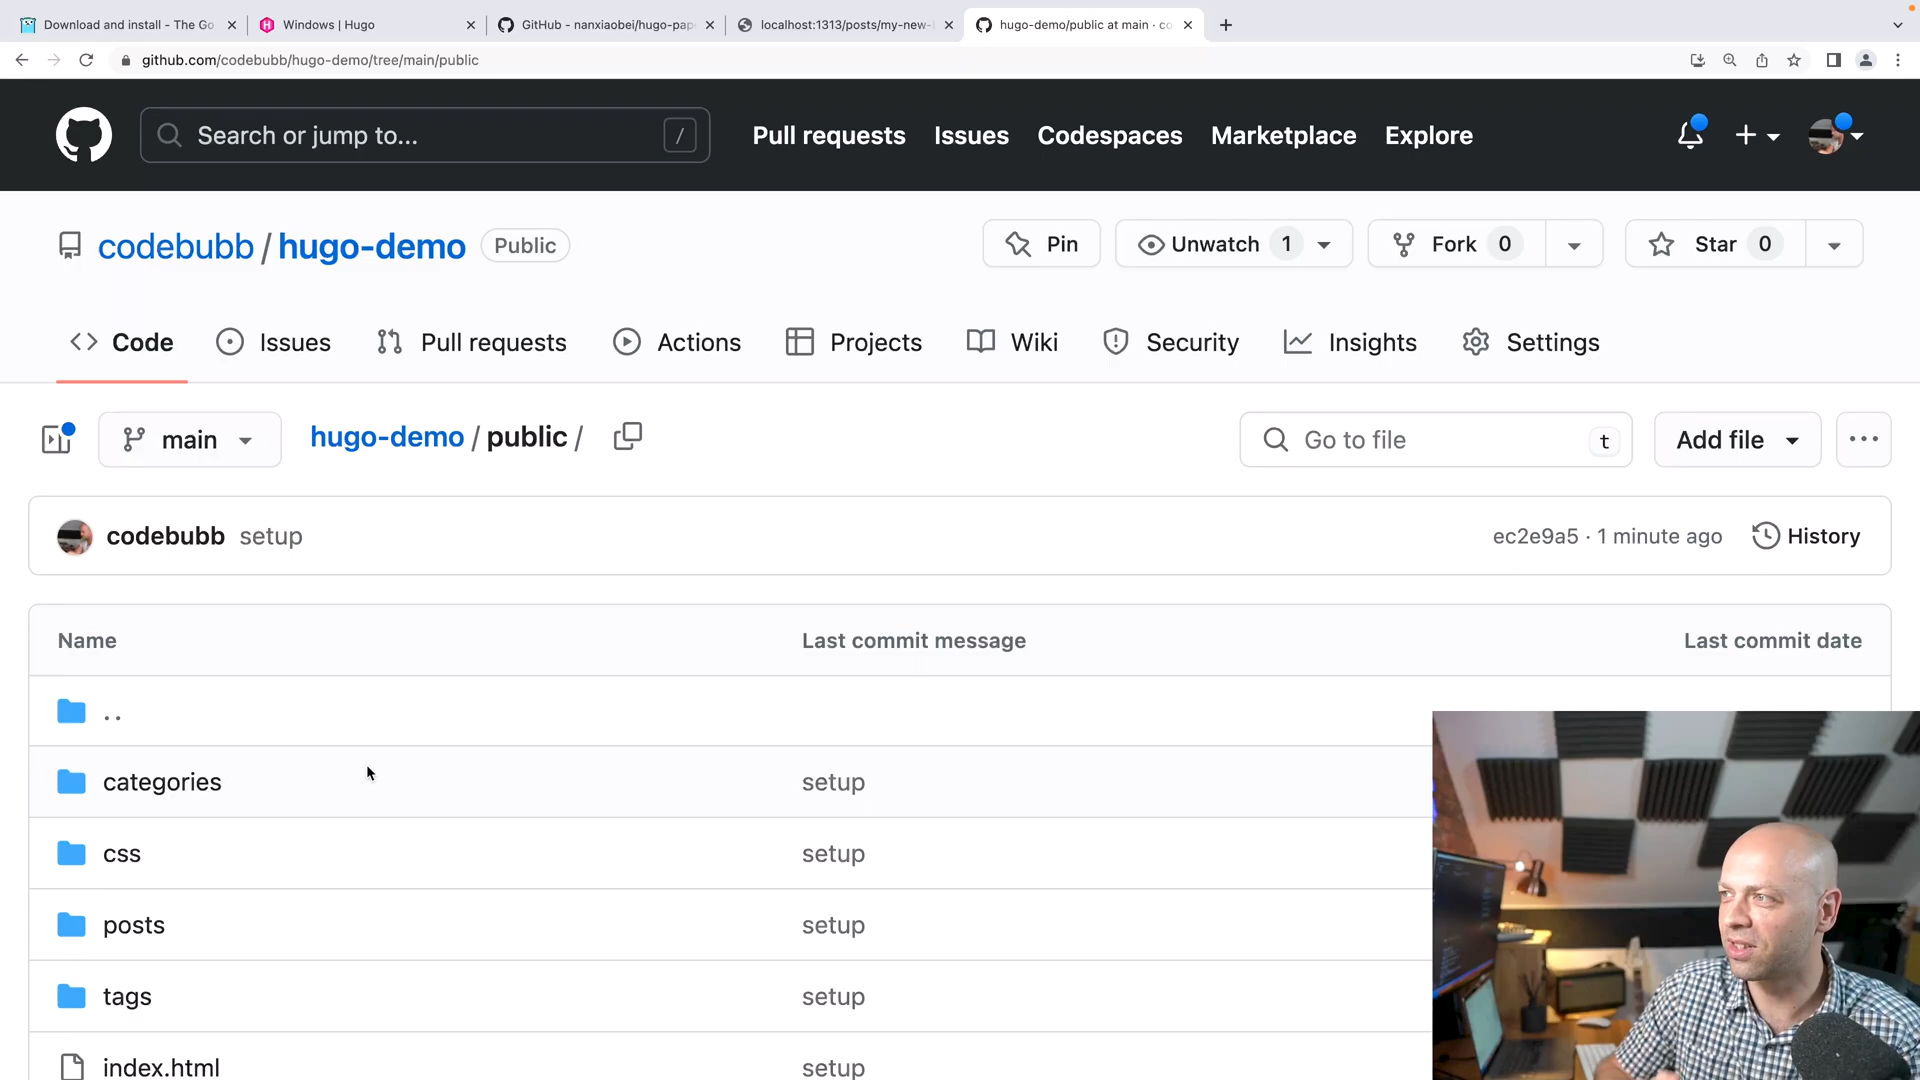 Download and install - The Go
Windows | Hugo
GitHub - nanxiaobei/hugo-pap
localhost:1313/posts/my-new-
hugo-demo/public at main · co
github.com/codebubb/hugo-demo/tree/main/public
Search or jump to...
/
Pull requests
Issues
Codespaces
Marketplace
Explore
codebubb / hugo-demo
Public
Pin
Unwatch 1
Fork 0
Star 0
Code
Issues
Pull requests
Actions
Projects
Wiki
Security
Insights
Settings
main
hugo-demo / public /
Go to file
t
Add file
codebubb setup
ec2e9a5 · 1 minute ago
History
Name
Last commit message
Last commit date
..
categories
setup
css
setup
posts
setup
tags
setup
index.html
setup